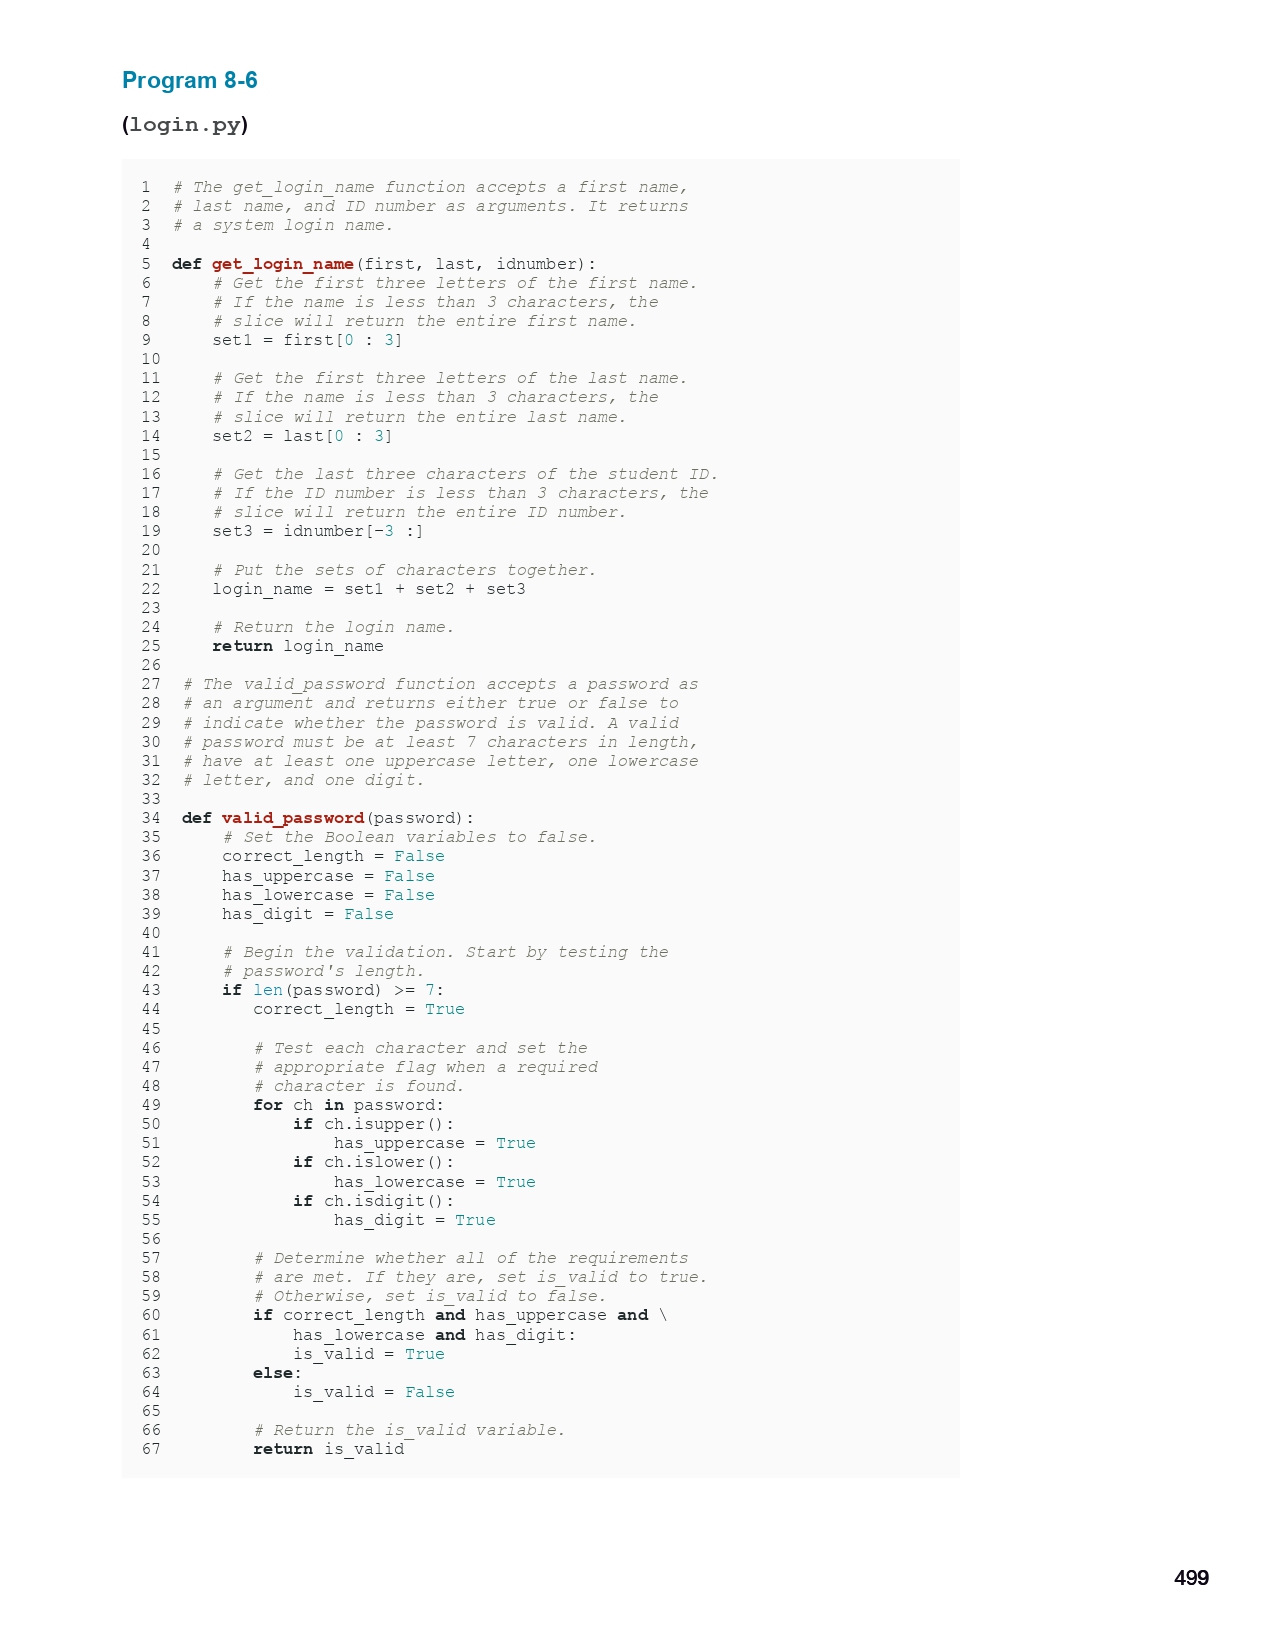 Program 8-6
(login.py)
1 # The get_login_name function accepts a first name,
2 # last name, and ID number as arguments. It returns
3 # a system login name.
4
5 def get_login_name(first, last, idnumber):
6     # Get the first three letters of the first name.
7     # If the name is less than 3 characters, the
8     # slice will return the entire first name.
9     set1 = first[0 : 3]
10
11     # Get the first three letters of the last name.
12     # If the name is less than 3 characters, the
13     # slice will return the entire last name.
14     set2 = last[0 : 3]
15
16     # Get the last three characters of the student ID.
17     # If the ID number is less than 3 characters, the
18     # slice will return the entire ID number.
19     set3 = idnumber[−3 :]
20
21     # Put the sets of characters together.
22     login_name = set1 + set2 + set3
23
24     # Return the login name.
25     return login_name
26
27 # The valid_password function accepts a password as
28 # an argument and returns either true or false to
29 # indicate whether the password is valid. A valid
30 # password must be at least 7 characters in length,
31 # have at least one uppercase letter, one lowercase
32 # letter, and one digit.
33
34 def valid_password(password):
35     # Set the Boolean variables to false.
36     correct_length = False
37     has_uppercase = False
38     has_lowercase = False
39     has_digit = False
40
41     # Begin the validation. Start by testing the
42     # password's length.
43     if len(password) >= 7:
44        correct_length = True
45
46        # Test each character and set the
47        # appropriate flag when a required
48        # character is found.
49        for ch in password:
50            if ch.isupper():
51                has_uppercase = True
52            if ch.islower():
53                has_lowercase = True
54            if ch.isdigit():
55                has_digit = True
56
57        # Determine whether all of the requirements
58        # are met. If they are, set is_valid to true.
59        # Otherwise, set is_valid to false.
60        if correct_length and has_uppercase and \
61            has_lowercase and has_digit:
62            is_valid = True
63        else:
64            is_valid = False
65
66        # Return the is_valid variable.
67        return is_valid
499